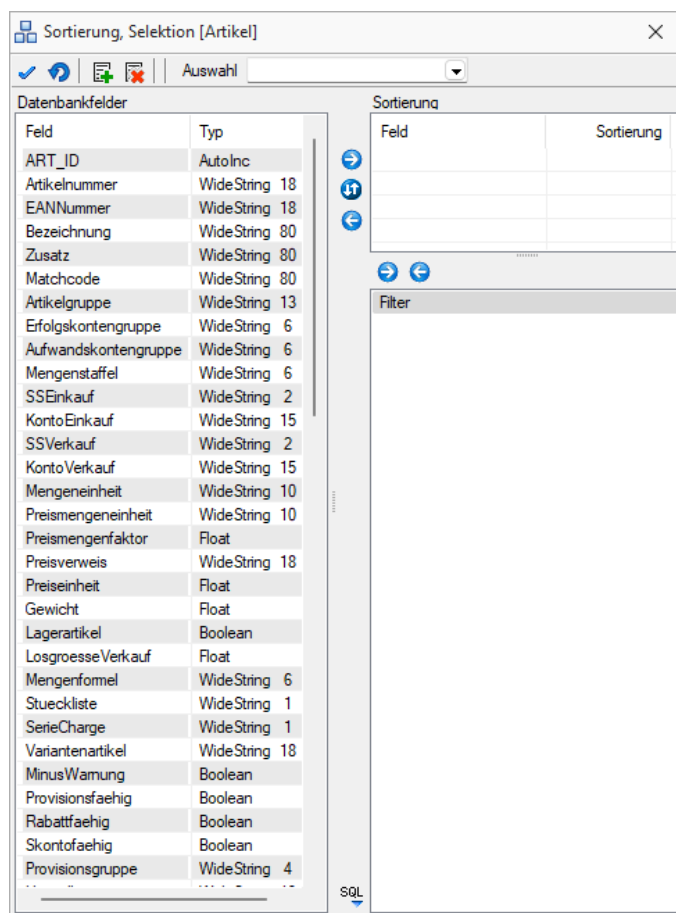 Sortierung, Selektion [Artikel]
Auswahl
Datenbankfelder
Feld Typ
ART_ID AutoInc
Artikelnummer WideString 18
EANNummer WideString 18
Bezeichnung WideString 80
Zusatz WideString 80
Matchcode WideString 80
Artikelgruppe WideString 13
Erfolgskontengruppe WideString 6
Aufwandskontengruppe WideString 6
Mengenstaffel WideString 6
SSEinkauf WideString 2
KontoEinkauf WideString 15
SSVerkauf WideString 2
KontoVerkauf WideString 15
Mengeneinheit WideString 10
Preismengeneinheit WideString 10
Preismengenfaktor Float
Preisverweis WideString 18
Preiseinheit Float
Gewicht Float
Lagerartikel Boolean
LosgroesseVerkauf Float
Mengenformel WideString 6
Stueckliste WideString 1
SerieCharge WideString 1
Variantenartikel WideString 18
MinusWarnung Boolean
Provisionsfaehig Boolean
Rabattfaehig Boolean
Skontofaehig Boolean
Provisionsgruppe WideString 4
SQL
Sortierung
Feld Sortierung
Filter